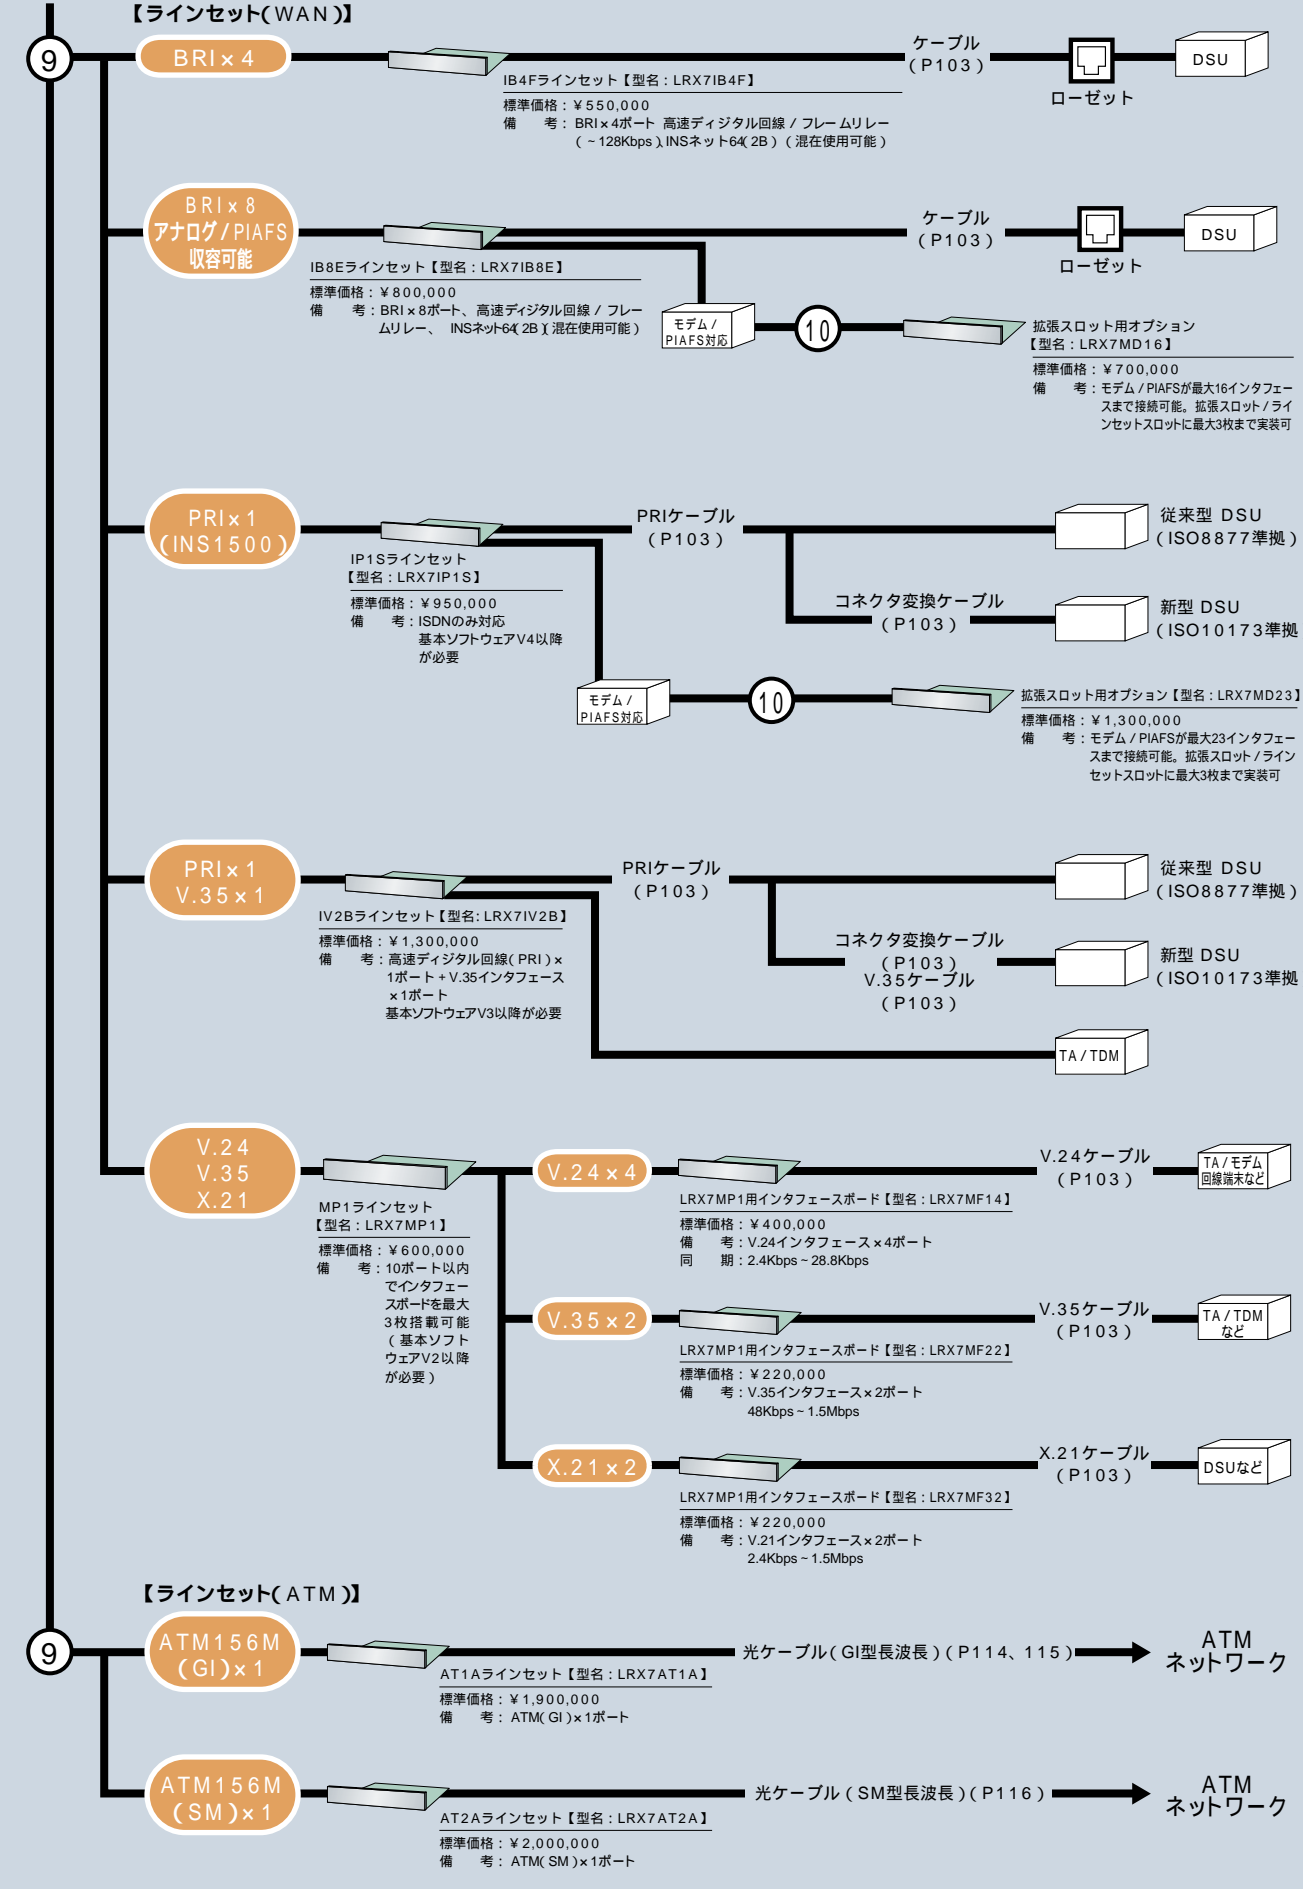 【ラインセット(WAN)】
9
BRI×4
ケーブル
(P103)
DSU
ローゼット
IB4Fラインセット【型名：LRX7IB4F】
標準価格：￥550,000
備　考：BRI×4ポート 高速ディジタル回線／フレームリレー
(~128Kbps)、INSネット64(2B)(混在使用可能)
BRI×8
アナログ/PIAFS
収容可能
ケーブル
(P103)
DSU
ローゼット
IB8Eラインセット【型名：LRX7IB8E】
標準価格：￥800,000
備　考：BRI×8ポート、高速ディジタル回線／フレー
ムリレー、 INSネット64(2B)(混在使用可能)
モデム/
PIAFS対応
10
拡張スロット用オプション
【型名：LRX7MD16】
標準価格：￥700,000
備　考：モデム/PIAFSが最大16インタフェー
スまで接続可能。拡張スロット/ライ
ンセットスロットに最大3枚まで実装可
PRI×1
(INS1500)
PRIケーブル
(P103)
従来型 DSU
(ISO8877準拠)
IP1Sラインセット
【型名：LRX7IP1S】
標準価格：￥950,000
備　考：ISDNのみ対応
基本ソフトウェアV4以降
が必要
コネクタ変換ケーブル
(P103)
新型 DSU
(ISO10173準拠
モデム/
PIAFS対応
10
拡張スロット用オプション【型名：LRX7MD23】
標準価格：￥1,300,000
備　考：モデム/PIAFSが最大23インタフェー
スまで接続可能。拡張スロット/ライン
セットスロットに最大3枚まで実装可
PRI×1
V.35×1
PRIケーブル
(P103)
従来型 DSU
(ISO8877準拠)
IV2Bラインセット【型名：LRX7IV2B】
標準価格：￥1,300,000
備　考：高速ディジタル回線(PRI)×
1ポート＋V.35インタフェース
×1ポート
基本ソフトウェアV3以降が必要
コネクタ変換ケーブル
(P103)
V.35ケーブル
(P103)
新型 DSU
(ISO10173準拠
TA/TDM
V.24
V.35
X.21
MP1ラインセット
【型名：LRX7MP1】
標準価格：￥600,000
備　考：10ポート以内
でインタフェー
スボードを最大
3枚搭載可能
(基本ソフト
ウェアV2以降
が必要)
V.24×4
V.24ケーブル
(P103)
TA/モデム
回線端末など
LRX7MP1用インタフェースボード【型名：LRX7MF14】
標準価格：￥400,000
備　考：V.24インタフェース×4ポート
同　期：2.4Kbps~28.8Kbps
V.35×2
V.35ケーブル
(P103)
TA/TDM
など
LRX7MP1用インタフェースボード【型名：LRX7MF22】
標準価格：￥220,000
備　考：V.35インタフェース×2ポート
48Kbps~1.5Mbps
X.21×2
X.21ケーブル
(P103)
DSUなど
LRX7MP1用インタフェースボード【型名：LRX7MF32】
標準価格：￥220,000
備　考：V.21インタフェース×2ポート
2.4Kbps~1.5Mbps
【ラインセット(ATM)】
9
ATM156M
(GI)×1
光ケーブル(GI型長波長)(P114、115)
ATM
ネットワーク
AT1Aラインセット【型名：LRX7AT1A】
標準価格：￥1,900,000
備　考：ATM(GI)×1ポート
ATM156M
(SM)×1
光ケーブル(SM型長波長)(P116)
ATM
ネットワーク
AT2Aラインセット【型名：LRX7AT2A】
標準価格：￥2,000,000
備　考：ATM(SM)×1ポート